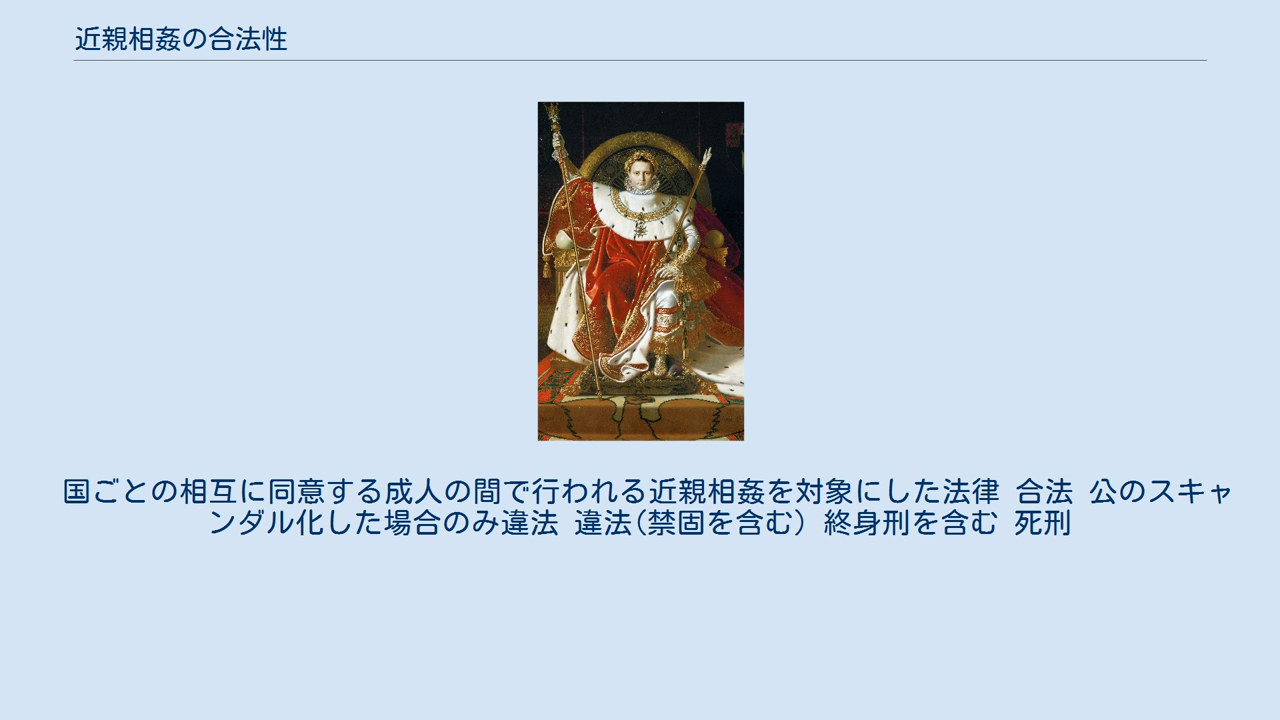 近親相姦の合法性
国ごとの相互に同意する成人の間で行われる近親相姦を対象にした法律 合法 公のスキャ
ンダル化した場合のみ違法 違法(禁固を含む) 終身刑を含む 死刑